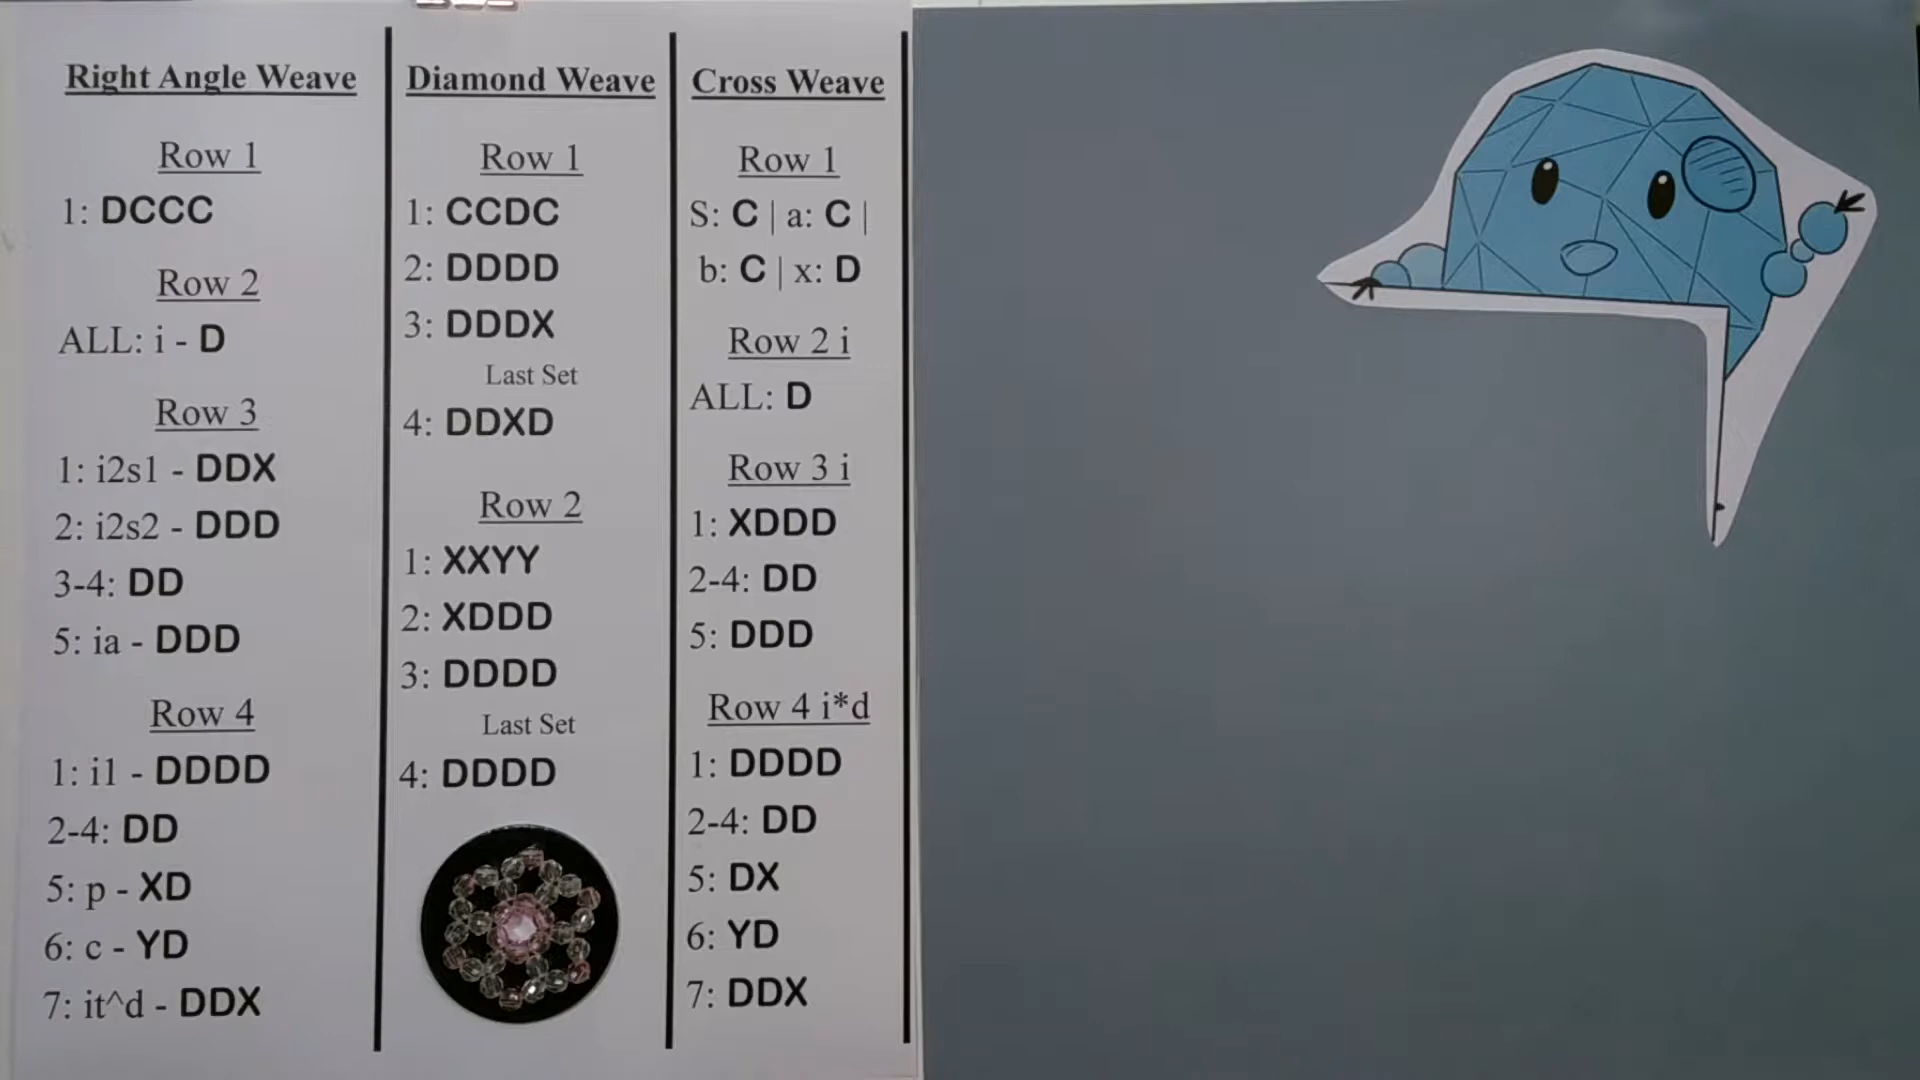 Right Angle Weave
Row 1
1: DCCC
Row 2
ALL: i - D
Row 3
1: i2s1 - DDX
2: i2s2 - DDD
3-4: DD
5: ia - DDD
Row 4
1: i1 - DDDD
2-4: DD
5: p - XD
6: c - YD
7: it^d - DDX
Diamond Weave
Row 1
1: CCDC
2: DDDD
3: DDDX
Last Set
4: DDXD
Row 2
1: XXYY
2: XDDD
3: DDDD
Last Set
4: DDDD
Cross Weave
Row 1
S: C | a: C |
b: C | x: D
Row 2 i
ALL: D
Row 3 i
1: XDDD
2-4: DD
5: DDD
Row 4 i*d
1: DDDD
2-4: DD
5: DX
6: YD
7: DDX